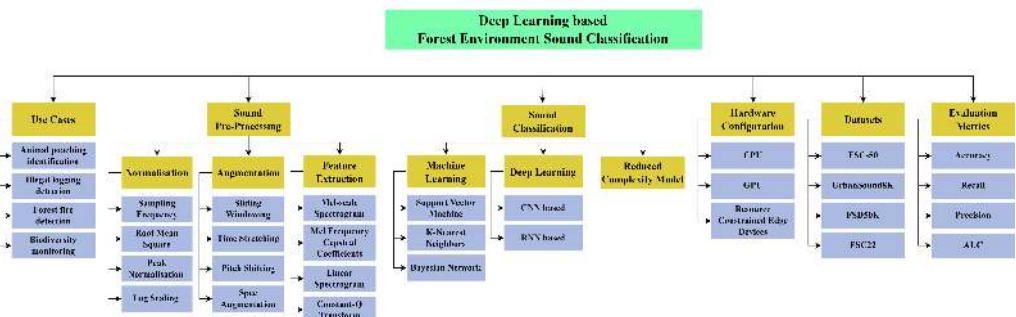 Deep Learning based
Forest Environment Sound Classification
Use Cases
Animal poaching
identification
Illegal logging
detection
Forest fire
detection
Biodiversity
monitoring
Sound
Pre-Processing
Normalisation
Sampling
Frequency
Root Mean
Square
Peak
Normalisation
Log Scaling
Augmentation
Sliding
Windowing
Time Stretching
Pitch Shifting
Spec
Augmentation
Feature
Extraction
Mel-scale
Spectrogram
Mel Frequency
Cepstral
Coefficients
Linear
Spectrogram
Constant-Q
Transform
Sound
Classification
Machine
Learning
Support Vector
Machine
K-Nearest
Neighbors
Bayesian Network
Deep Learning
CNN based
RNN based
Reduced
Complexity Model
Hardware
Configuration
CPU
GPU
Resource
Constrained Edge
Devices
Datasets
ESC-50
UrbanSound8K
FSD50k
FSC22
Evaluation
Metrics
Accuracy
Recall
Precision
AUC